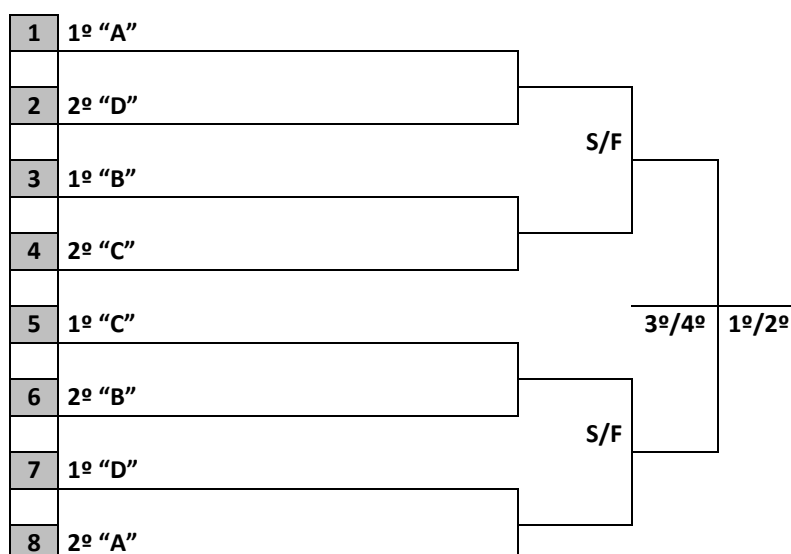 1 1º “A”
2 2º “D”
S/F
3 1º “B”
4 2º “C”
5 1º “C”
3º/4º 1º/2º
6 2º “B”
S/F
7 1º “D”
8 2º “A”